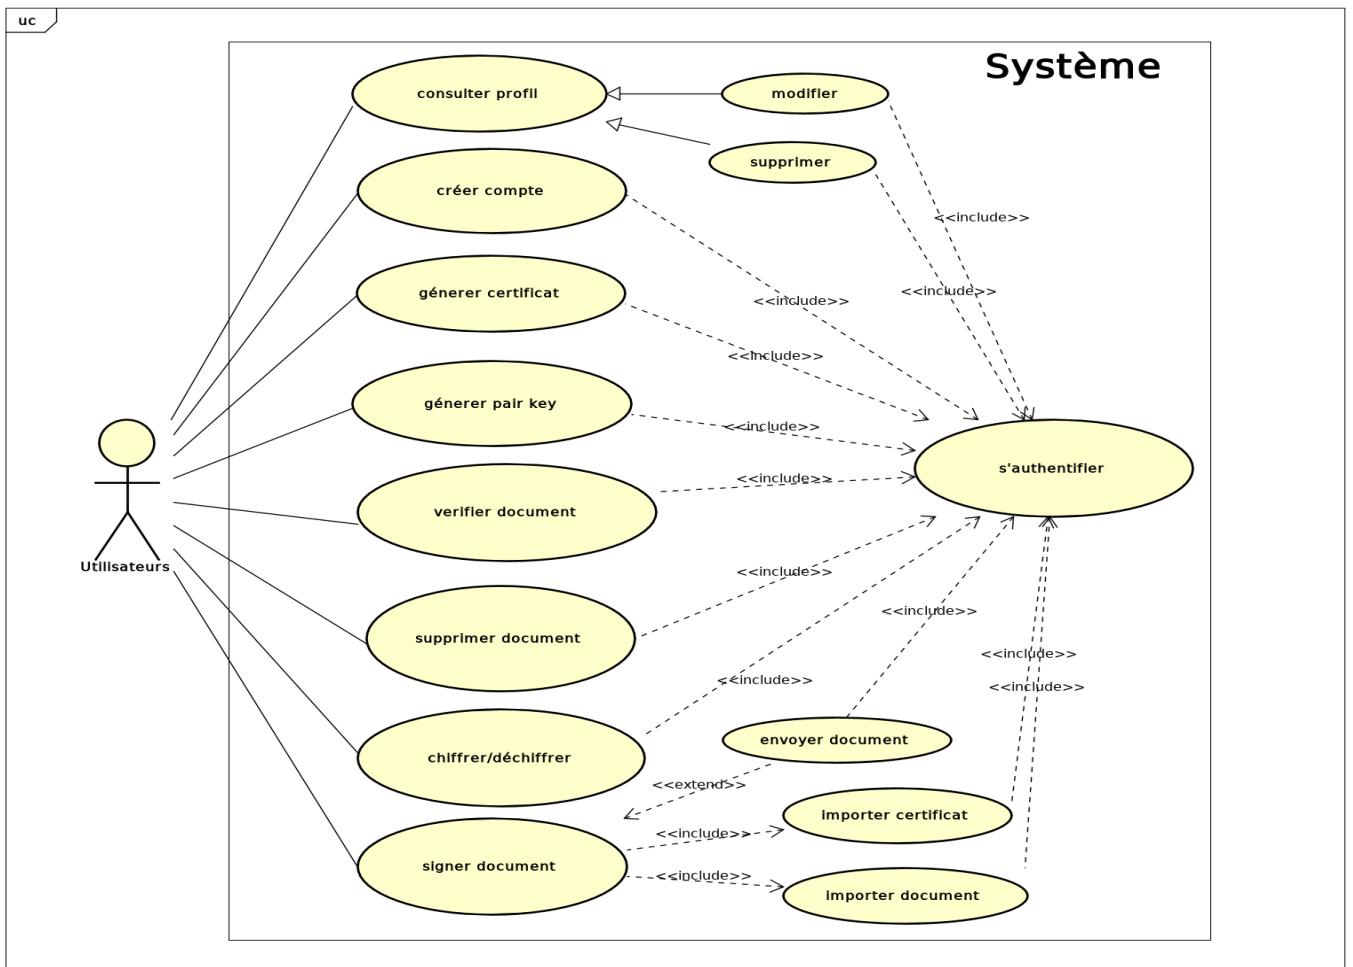 uc
Système
consulter profil
modifier
supprimer
créer compte
<<include>>
génerer certificat
<<include>>
<<include>>
<<include>>
génerer pair key
<<include>>
s'authentifier
<<include>>
verifier document
Utilisateurs
<<include>>
<<include>>
supprimer document
<<include>>
<<include>>
<<include>>
envoyer document
chiffrer/déchiffrer
<<extend>>
importer certificat
<<include>>
signer document
<<include>>
importer document